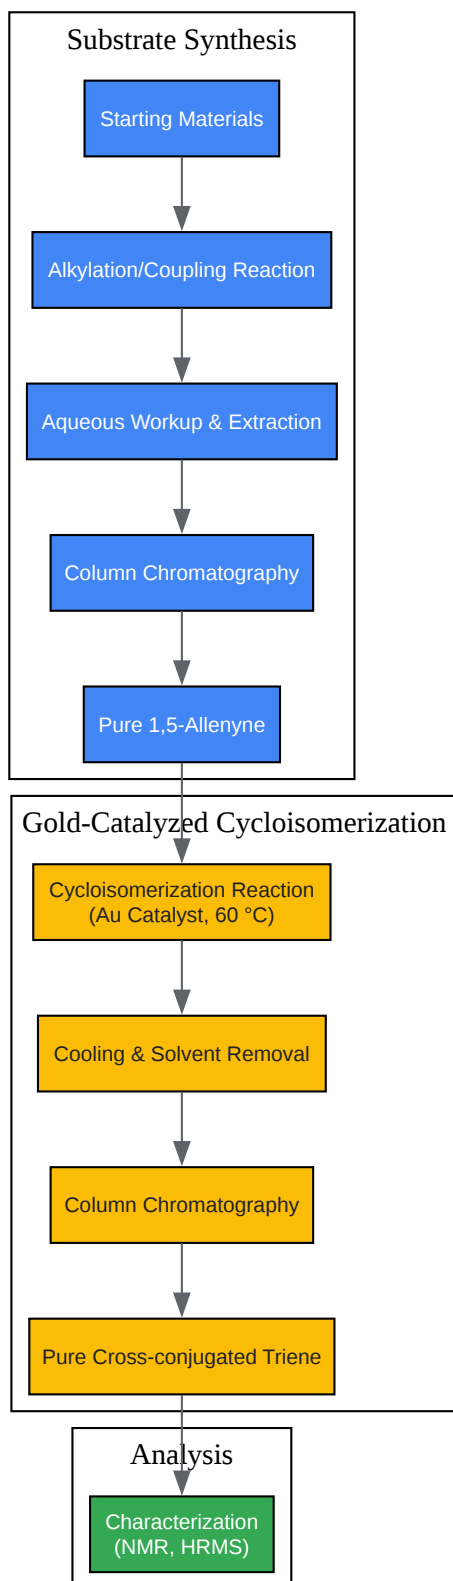 Substrate Synthesis
Starting Materials
Alkylation/Coupling Reaction
Aqueous Workup & Extraction
Column Chromatography
Pure 1,5-Allenyne
Gold-Catalyzed Cycloisomerization
Cycloisomerization Reaction
(Au Catalyst, 60 °C)
Cooling & Solvent Removal
Column Chromatography
Pure Cross-conjugated Triene
Analysis
Characterization
(NMR, HRMS)